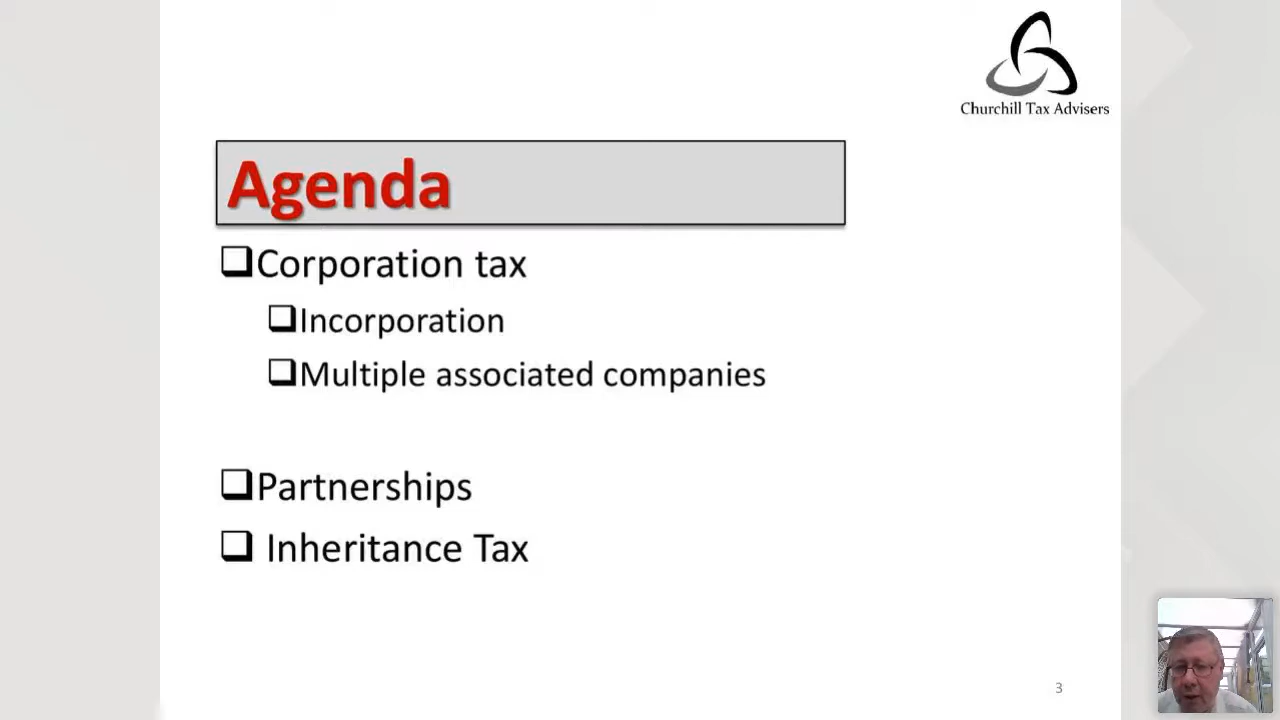 Churchill Tax Advisers
Agenda
Corporation tax
Incorporation
Multiple associated companies
Partnerships
Inheritance Tax
3